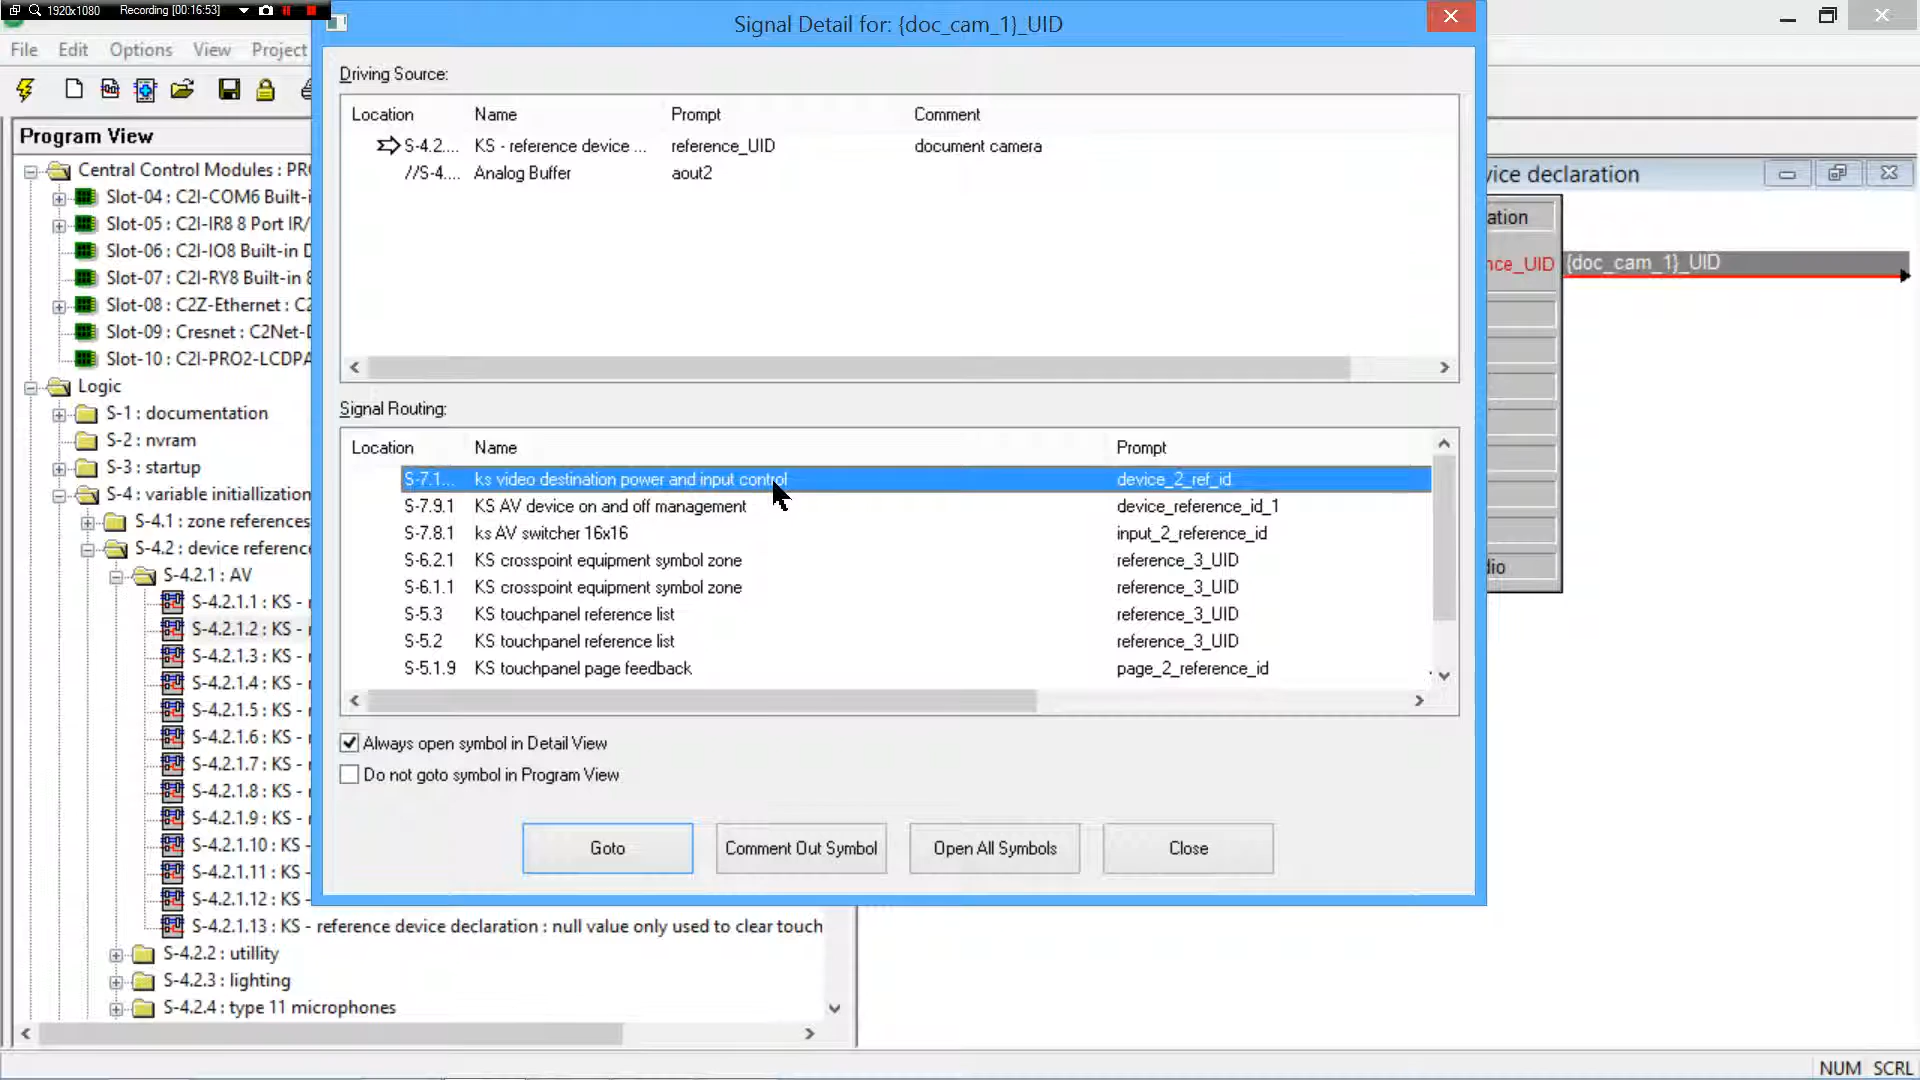 1920x1080 Recording [00:16:53]
Signal Detail for: {doc_cam_1}_UID
File Edit Options View Project
Program View
Central Control Modules : PR
Slot-04 : C2I-COM6 Built-i
Slot-05 : C2I-IR8 8 Port IR/
Slot-06 : C2I-IO8 Built-in D
Slot-07 : C2I-RY8 Built-in 8
Slot-08 : C2Z-Ethernet : C2
Slot-09 : Cresnet : C2Net-D
Slot-10 : C2I-PRO2-LCDPA
Logic
S-1 : documentation
S-2 : nvram
S-3 : startup
S-4 : variable initiallization
S-4.1 : zone references
S-4.2 : device reference
S-4.2.1 : AV
S-4.2.1.1 : KS -
S-4.2.1.2 : KS -
S-4.2.1.3 : KS -
S-4.2.1.4 : KS -
S-4.2.1.5 : KS -
S-4.2.1.6 : KS -
S-4.2.1.7 : KS -
S-4.2.1.8 : KS -
S-4.2.1.9 : KS -
S-4.2.1.10 : KS -
S-4.2.1.11 : KS -
S-4.2.1.12 : KS -
S-4.2.1.13 : KS - reference device declaration : null value only used to clear touch
S-4.2.2 : utillity
S-4.2.3 : lighting
S-4.2.4 : type 11 microphones
Driving Source:
Location Name Prompt Comment
S-4.2.... KS - reference device ... reference_UID document camera
//S-4.... Analog Buffer aout2
Signal Routing:
Location Name Prompt
S-7.1... ks video destination power and input control device_2_ref_id
S-7.9.1 KS AV device on and off management device_reference_id_1
S-7.8.1 ks AV switcher 16x16 input_2_reference_id
S-6.2.1 KS crosspoint equipment symbol zone reference_3_UID
S-6.1.1 KS crosspoint equipment symbol zone reference_3_UID
S-5.3 KS touchpanel reference list reference_3_UID
S-5.2 KS touchpanel reference list reference_3_UID
S-5.1.9 KS touchpanel page feedback page_2_reference_id
Always open symbol in Detail View
Do not goto symbol in Program View
Goto Comment Out Symbol Open All Symbols Close
vice declaration
ation
nce_UID {doc_cam_1}_UID
dio
NUM SCRL